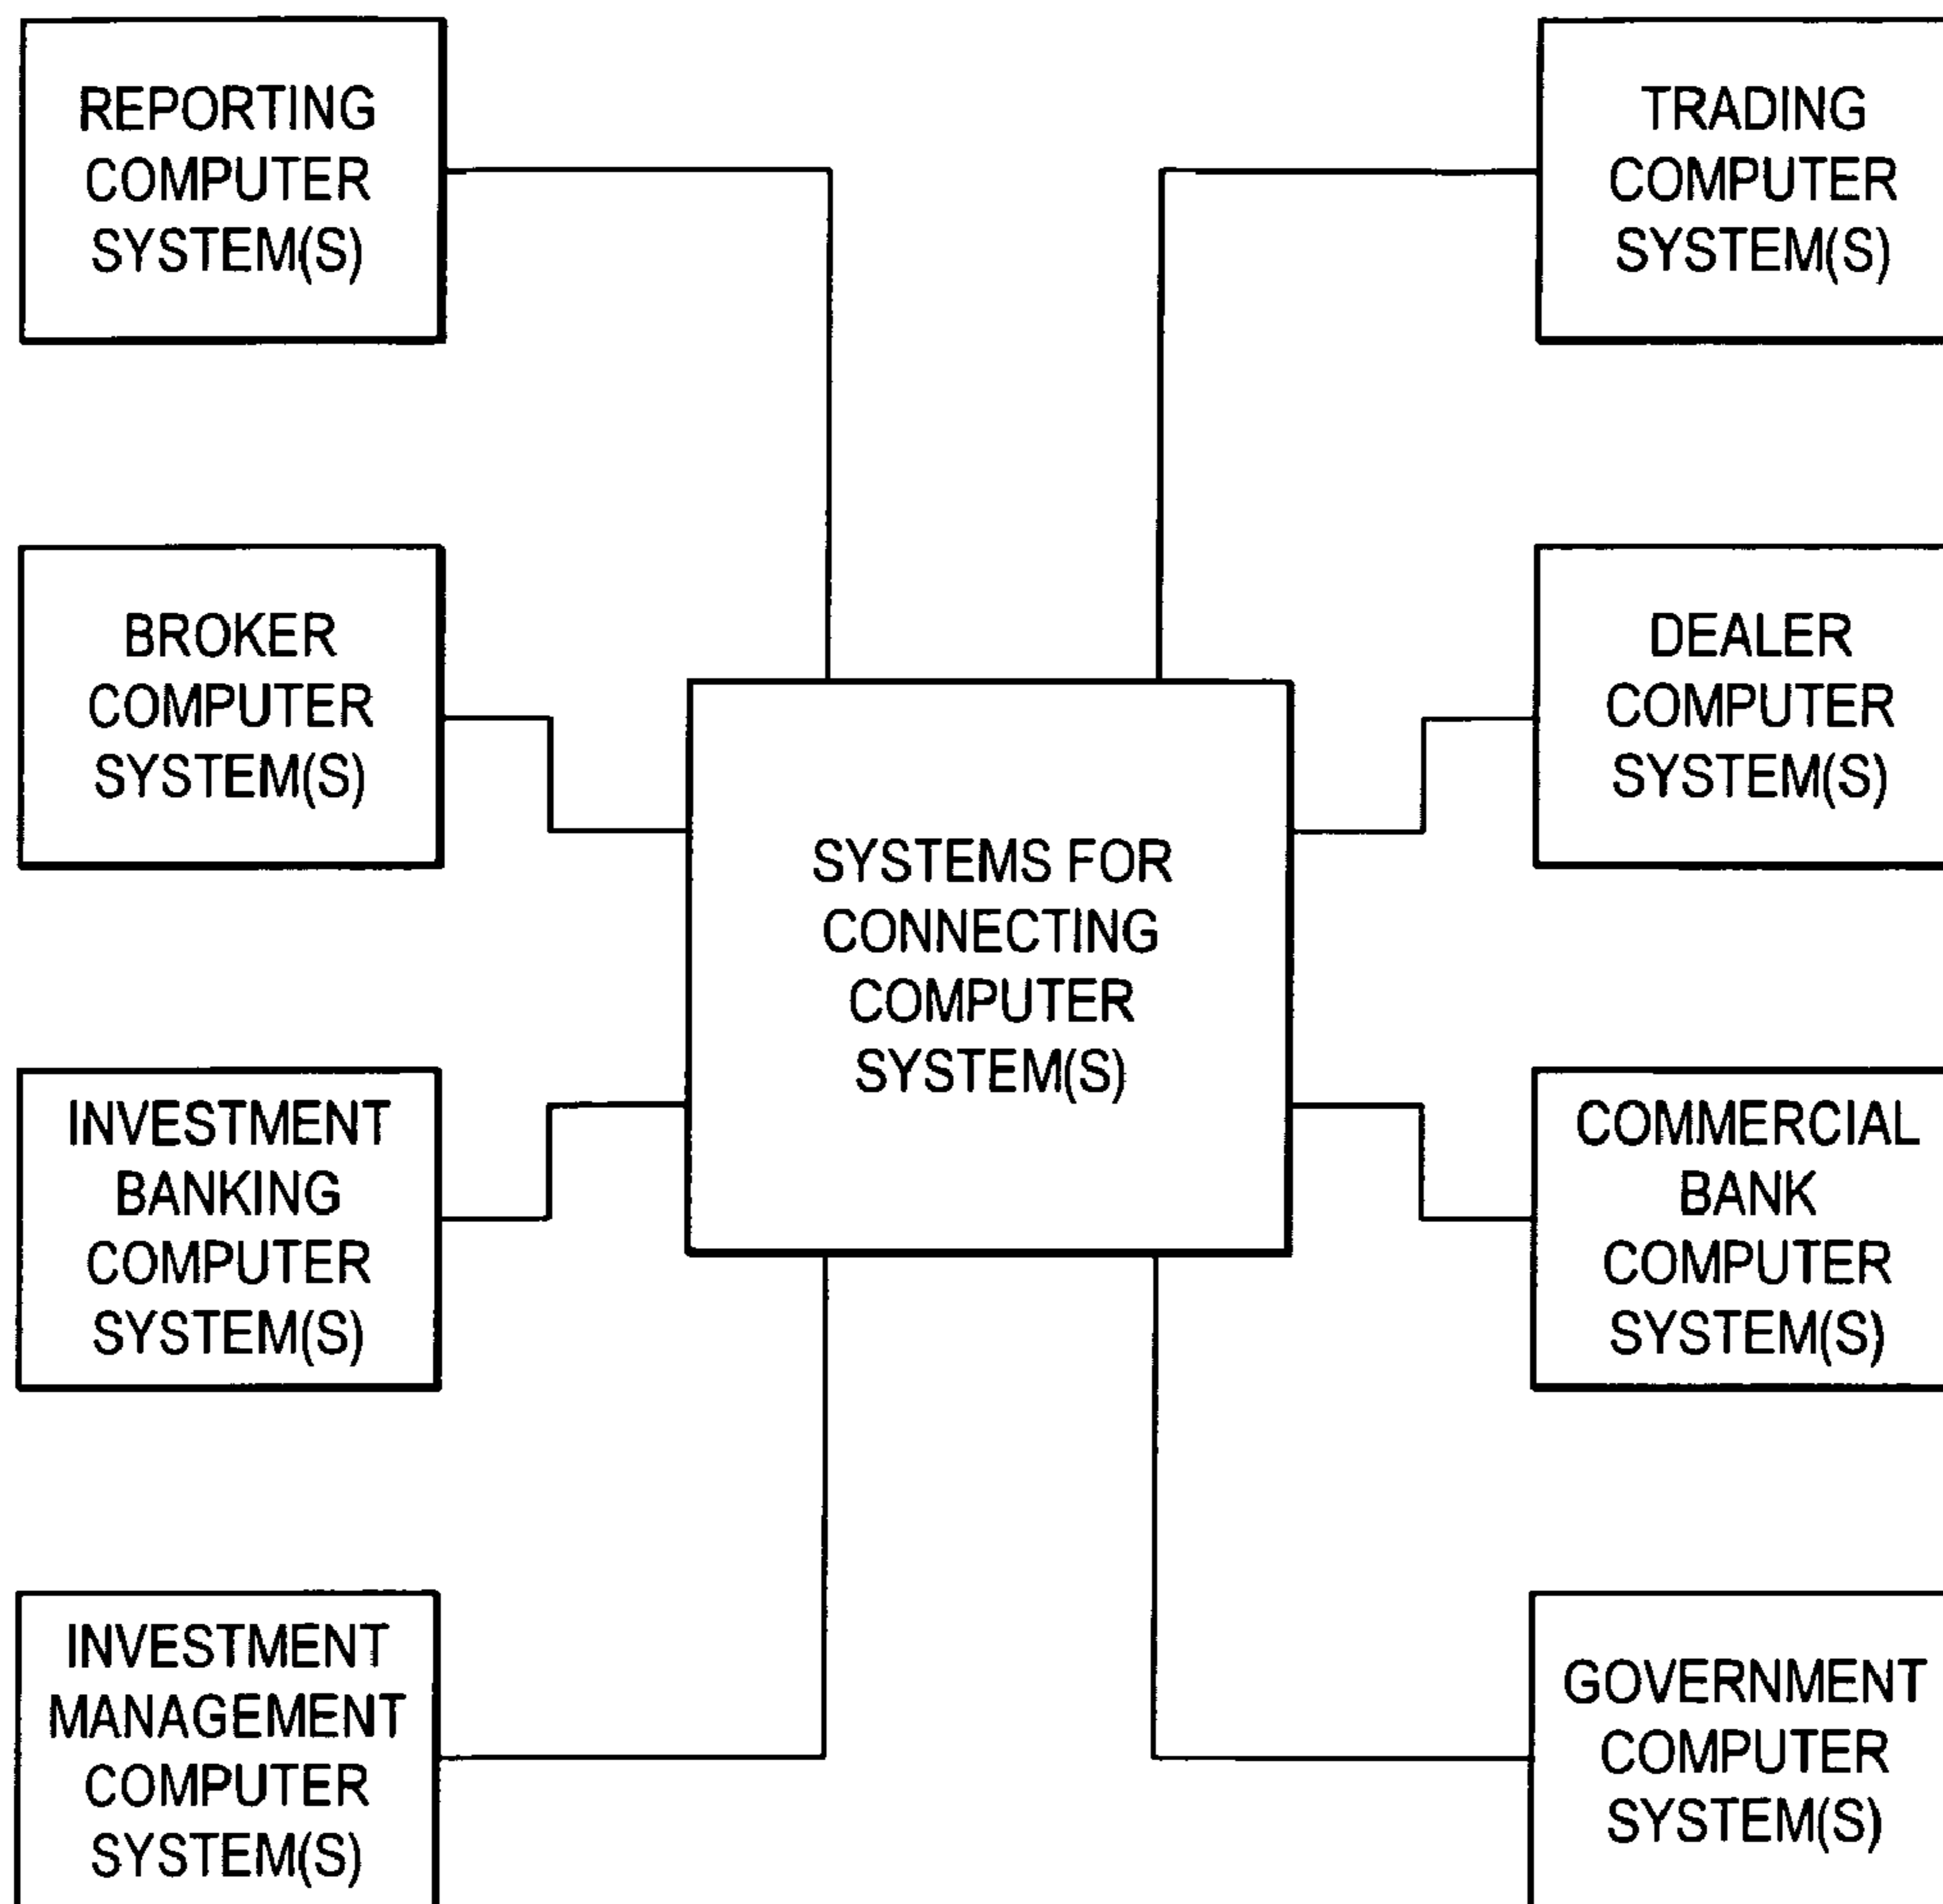 REPORTING
COMPUTER
SYSTEM(S)
TRADING
COMPUTER
SYSTEM(S)
BROKER
COMPUTER
SYSTEM(S)
DEALER
COMPUTER
SYSTEM(S)
SYSTEMS FOR
CONNECTING
COMPUTER
SYSTEM(S)
INVESTMENT
BANKING
COMPUTER
SYSTEM(S)
COMMERCIAL
BANK
COMPUTER
SYSTEM(S)
INVESTMENT
MANAGEMENT
COMPUTER
SYSTEM(S)
GOVERNMENT
COMPUTER
SYSTEM(S)